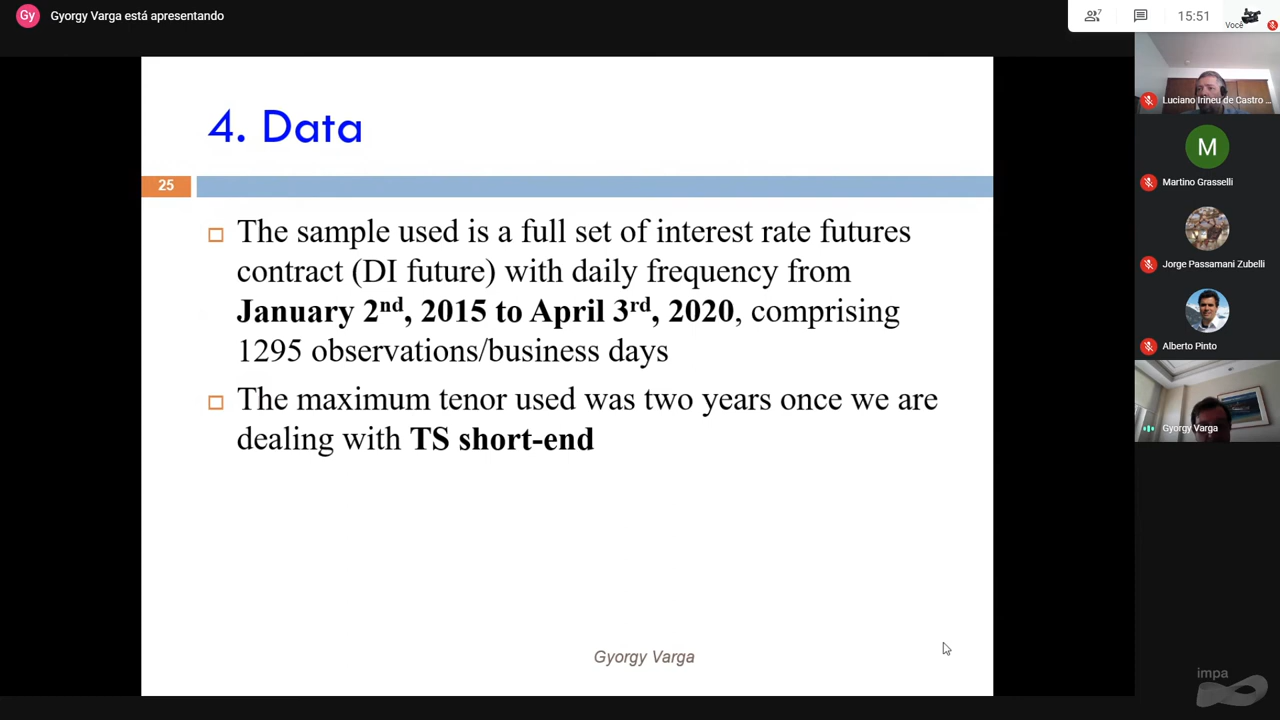 Gy
Gyorgy Varga está apresentando
7
15:51
Você
4. Data
25
The sample used is a full set of interest rate futures
contract (DI future) with daily frequency from
January 2nd, 2015 to April 3rd, 2020, comprising
1295 observations/business days
The maximum tenor used was two years once we are
dealing with TS short-end
Gyorgy Varga
Luciano Irineu de Castro ...
M
Martino Grasselli
Jorge Passamani Zubelli
Alberto Pinto
Gyorgy Varga
impa